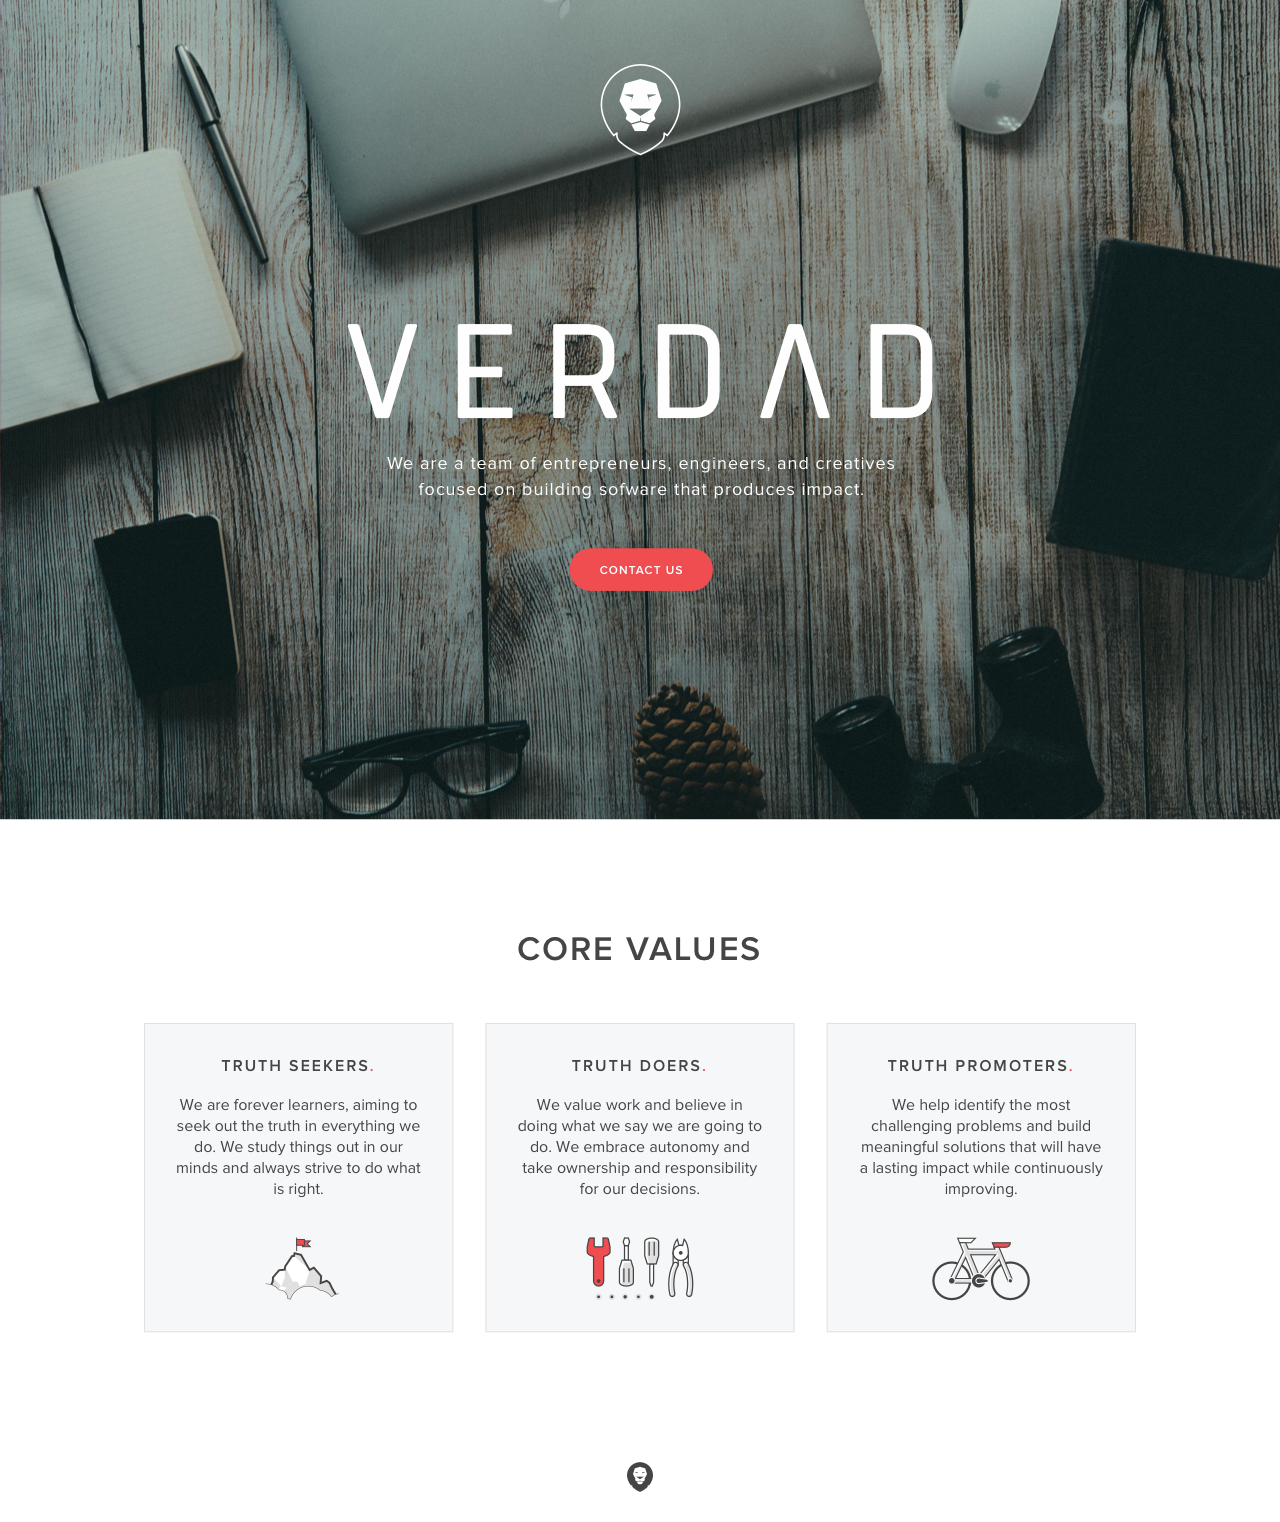 VERDAD
We are a team of entrepreneurs, engineers, and creatives
focused on building sofware that produces impact.
CONTACT US
CORE VALUES
TRUTH SEEKERS.
We are forever learners, aiming to
seek out the truth in everything we
do. We study things out in our
minds and always strive to do what
is right.
TRUTH DOERS.
We value work and believe in
doing what we say we are going to
do. We embrace autonomy and
take ownership and responsibility
for our decisions.
TRUTH PROMOTERS.
We help identify the most
challenging problems and build
meaningful solutions that will have
a lasting impact while continuously
improving.